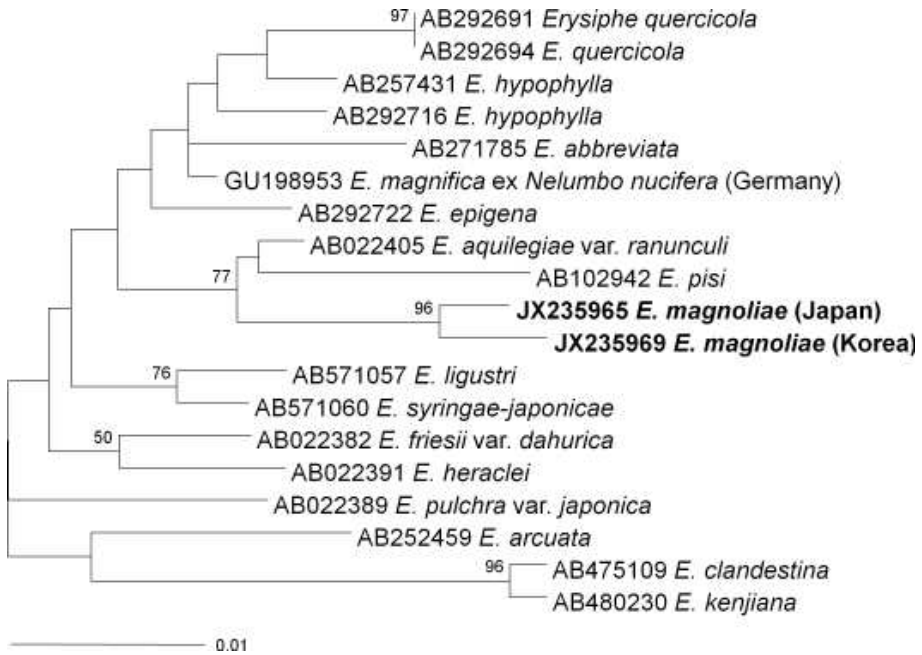 97
AB292691 Erysiphe quercicola
AB292694 E. quercicola
AB257431 E. hypophylla
AB292716 E. hypophylla
AB271785 E. abbreviata
GU198953 E. magnifica ex Nelumbo nucifera (Germany)
AB292722 E. epigena
AB022405 E. aquilegiae var. ranunculi
77
AB102942 E. pisi
96
JX235965 E. magnoliae (Japan)
JX235969 E. magnoliae (Korea)
76
AB571057 E. ligustri
AB571060 E. syringae-japonicae
50
AB022382 E. friesii var. dahurica
AB022391 E. heraclei
AB022389 E. pulchra var. japonica
AB252459 E. arcuata
96
AB475109 E. clandestina
AB480230 E. kenjiana
0.01